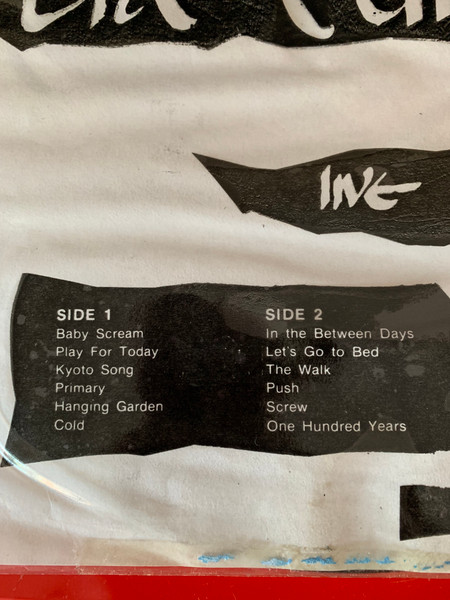 LIVE
SIDE 1
Baby Scream
Play For Today
Kyoto Song
Primary
Hanging Garden
Cold
SIDE 2
In the Between Days
Let's Go to Bed
The Walk
Push
Screw
One Hundred Years